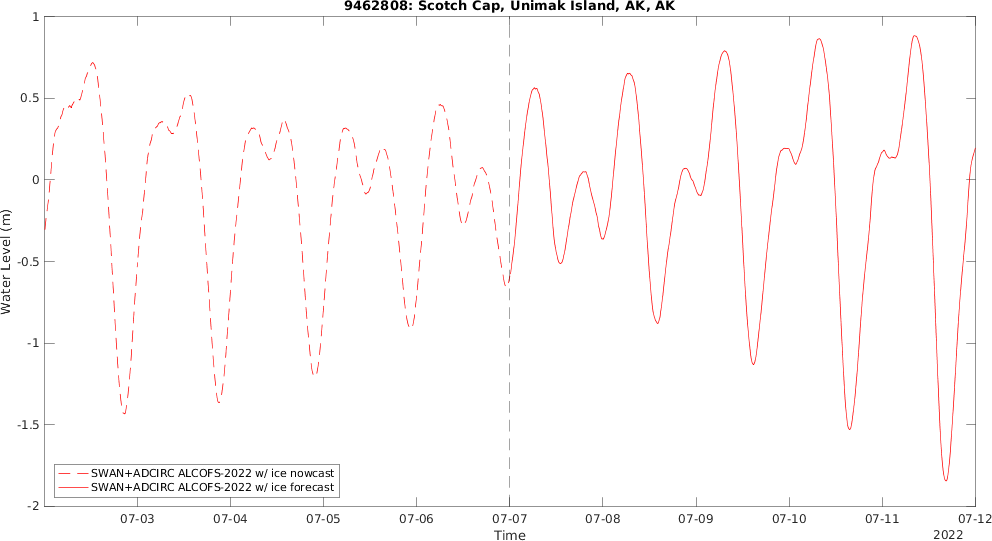 9462808: Scotch Cap, Unimak Island, AK, AK
1
0.5
0
-0.5
-1
-1.5
-2
Water Level (m)
SWAN+ADCIRC ALCOFS-2022 w/ ice nowcast
SWAN+ADCIRC ALCOFS-2022 w/ ice forecast
07-03 07-04 07-05 07-06 07-07 07-08 07-09 07-10 07-11 07-12
Time
2022